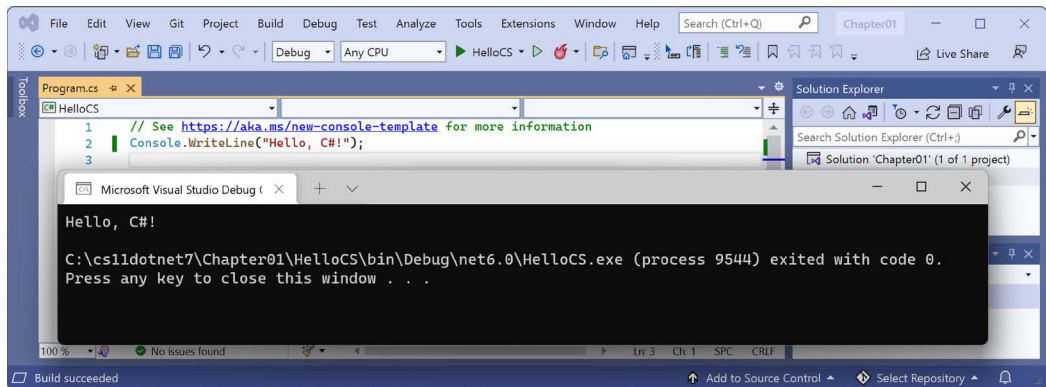 File Edit View Git Project Build Debug Test Analyze Tools Extensions Window Help Search (Ctrl+Q) Chapter01
Debug Any CPU HelloCS Live Share
Toolbox
Program.cs
Solution Explorer
C# HelloCS
1 // See https://aka.ms/new-console-template for more information
2 Console.WriteLine("Hello, C#!");
3
Search Solution Explorer (Ctrl+;)
Solution 'Chapter01' (1 of 1 project)
Microsoft Visual Studio Debug
Hello, C#!
C:\cs11dotnet7\Chapter01\HelloCS\bin\Debug\net6.0\HelloCS.exe (process 9544) exited with code 0.
Press any key to close this window . . .
100 % No issues found Ln: 3 Ch: 1 SPC CRLF
Build succeeded Add to Source Control Select Repository